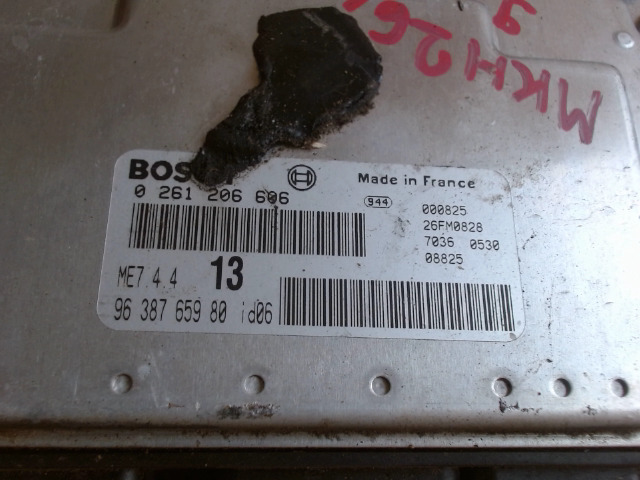 MKH26
9
BOSCH
Made in France
0 261 206 606
944
000825
26FM0828
7036 0530
08825
ME7.4.4 13
96 387 659 80 id06